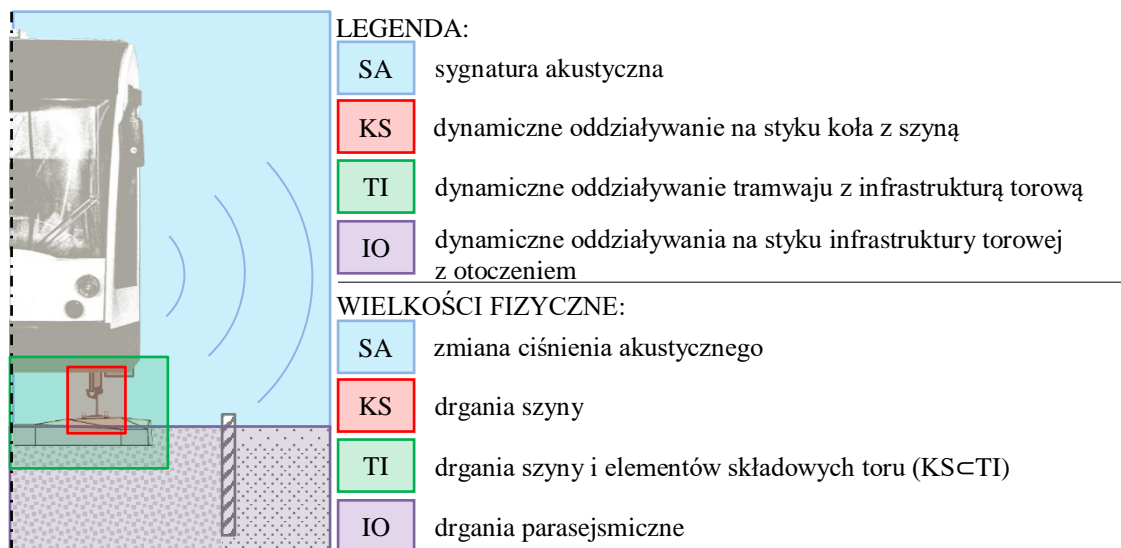 LEGENDA:
SA sygnatura akustyczna
KS dynamiczne oddziaływanie na styku koła z szyną
TI dynamiczne oddziaływanie tramwaju z infrastrukturą torową
IO dynamiczne oddziaływania na styku infrastruktury torowej
z otoczeniem
WIELKOŚCI FIZYCZNE:
SA zmiana ciśnienia akustycznego
KS drgania szyny
TI drgania szyny i elementów składowych toru (KS⊂TI)
IO drgania parasejsmiczne